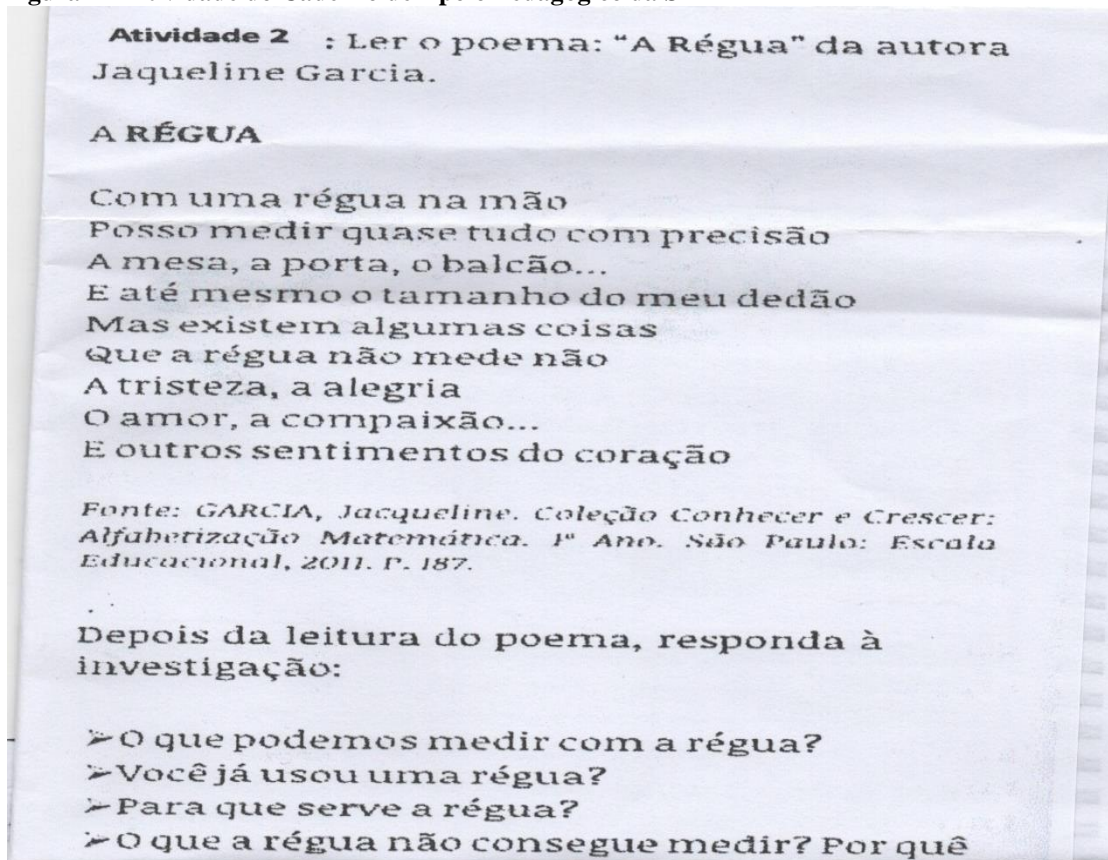 Atividade 2 : Ler o poema: "A Régua" da autora
Jaqueline Garcia.
A RÉGUA
Com uma régua na mão
Posso medir quase tudo com precisão
A mesa, a porta, o balcão...
E até mesmo o tamanho do meu dedão
Mas existem algumas coisas
Que a régua não mede não
A tristeza, a alegria
O amor, a compaixão...
E outros sentimentos do coração
Fonte: GARCIA, Jacqueline. Coleção Conhecer e Crescer:
Alfabetização Matemática. 1º Ano. São Paulo: Escala
Educacional, 2011. P. 187.
Depois da leitura do poema, responda à
investigação:
➢O que podemos medir com a régua?
➢Você já usou uma régua?
➢Para que serve a régua?
➢O que a régua não consegue medir? Por quê